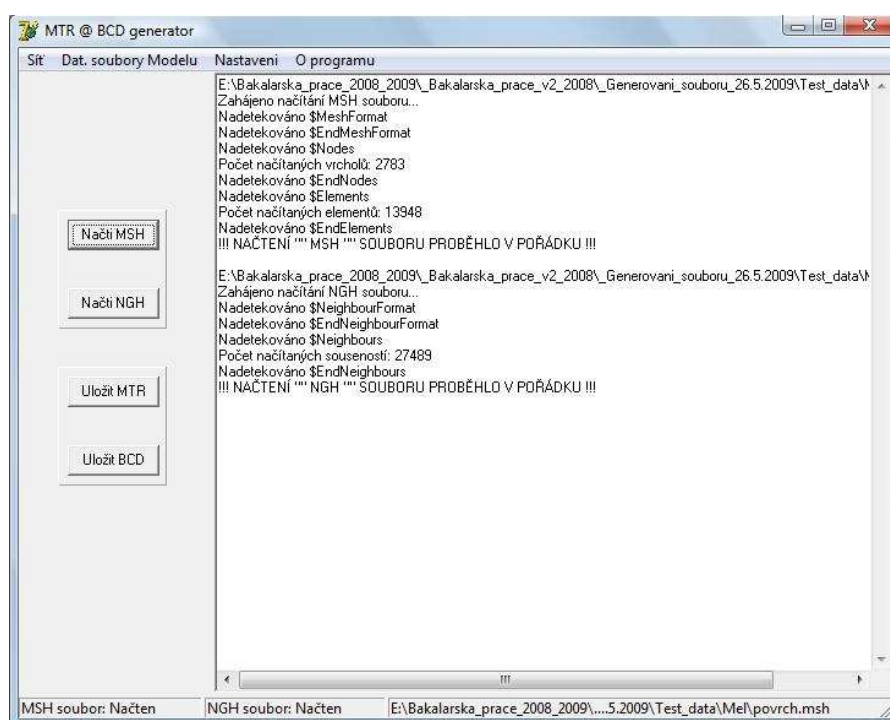 MTR @ BCD generator
Síť Dat. soubory Modelu Nastaveni O programu
E:\Bakalarska_prace_2008_2009\_Bakalarska_prace_v2_2008\_Generovani_souboru_26.5.2009\Test_data\M
Zahájeno načítání MSH souboru...
Nadetekováno $MeshFormat
Nadetekováno $EndMeshFormat
Nadetekováno $Nodes
Počet načítaných vrcholů: 2783
Nadetekováno $EndNodes
Nadetekováno $Elements
Počet načítaných elementů: 13948
Nadetekováno $EndElements
!!! NAČTENÍ "" MSH "" SOUBORU PROBĚHLO V POŘÁDKU !!!
E:\Bakalarska_prace_2008_2009\_Bakalarska_prace_v2_2008\_Generovani_souboru_26.5.2009\Test_data\M
Zahájeno načítání NGH souboru...
Nadetekováno $NeighbourFormat
Nadetekováno $EndNeighbourFormat
Nadetekováno $Neighbours
Počet načítaných souseností: 27489
Nadetekováno $EndNeighbours
!!! NAČTENÍ "" NGH "" SOUBORU PROBĚHLO V POŘÁDKU !!!
Načti MSH
Načti NGH
Uložit MTR
Uložit BCD
MSH soubor: Načten NGH soubor: Načten E:\Bakalarska_prace_2008_2009\....5.2009\Test_data\Mel\povrch.msh